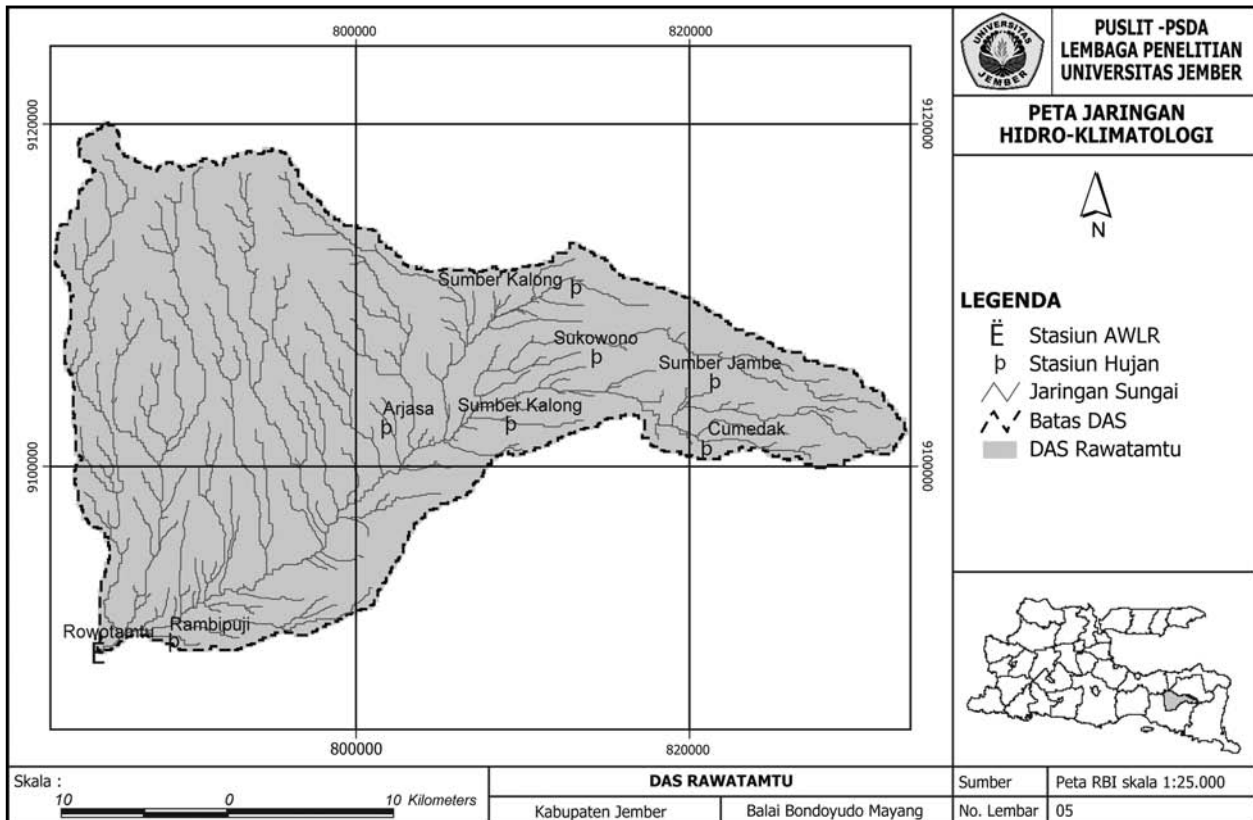 800000
820000
9120000
9120000
9100000
9100000
Sumber Kalong
þ
Sukowono
þ
Sumber Jambe
þ
Arjasa
þ
Sumber Kalong
þ
Cumedak
þ
Rowotamtu
Ë
Rambipuji
þ
800000
820000
UNIVERSITAS
JEMBER
PUSLIT -PSDA
LEMBAGA PENELITIAN
UNIVERSITAS JEMBER
PETA JARINGAN
HIDRO-KLIMATOLOGI
N
LEGENDA
Ë Stasiun AWLR
þ Stasiun Hujan
Jaringan Sungai
Batas DAS
DAS Rawatamtu
Skala :
10 0 10 Kilometers
DAS RAWATAMTU
Kabupaten Jember
Balai Bondoyudo Mayang
Sumber
Peta RBI skala 1:25.000
No. Lembar
05